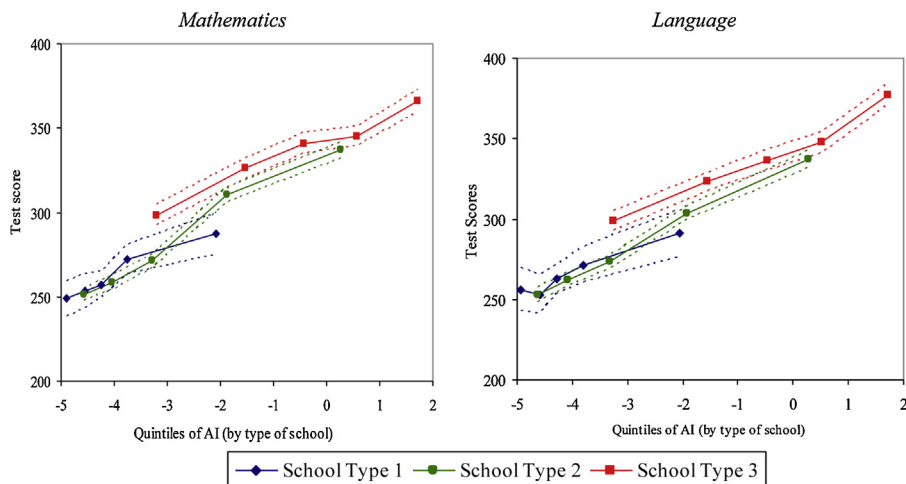 Mathematics
Language
400
350
300
250
200
Test score
-5 -4 -3 -2 -1 0 1 2
Quintiles of AI (by type of school)
400
350
300
250
200
Test Scores
-5 -4 -3 -2 -1 0 1 2
Quintiles of AI (by type of school)
School Type 1 School Type 2 School Type 3